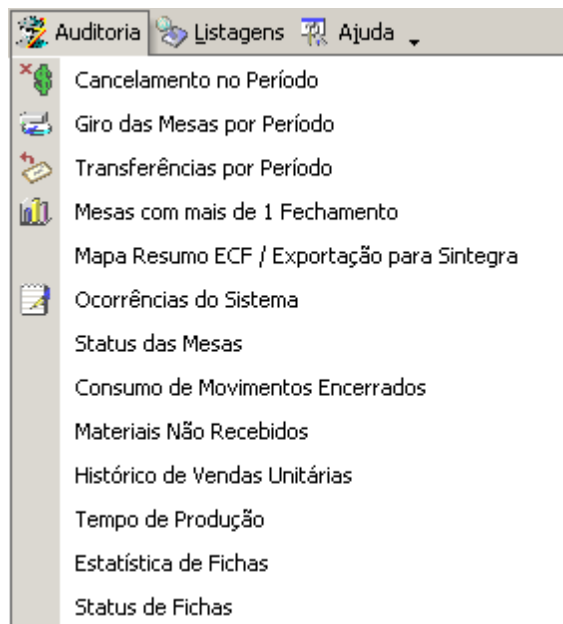 Auditoria Listagens Ajuda
Cancelamento no Período
Giro das Mesas por Período
Transferências por Período
Mesas com mais de 1 Fechamento
Mapa Resumo ECF / Exportação para Sintegra
Ocorrências do Sistema
Status das Mesas
Consumo de Movimentos Encerrados
Materiais Não Recebidos
Histórico de Vendas Unitárias
Tempo de Produção
Estatística de Fichas
Status de Fichas